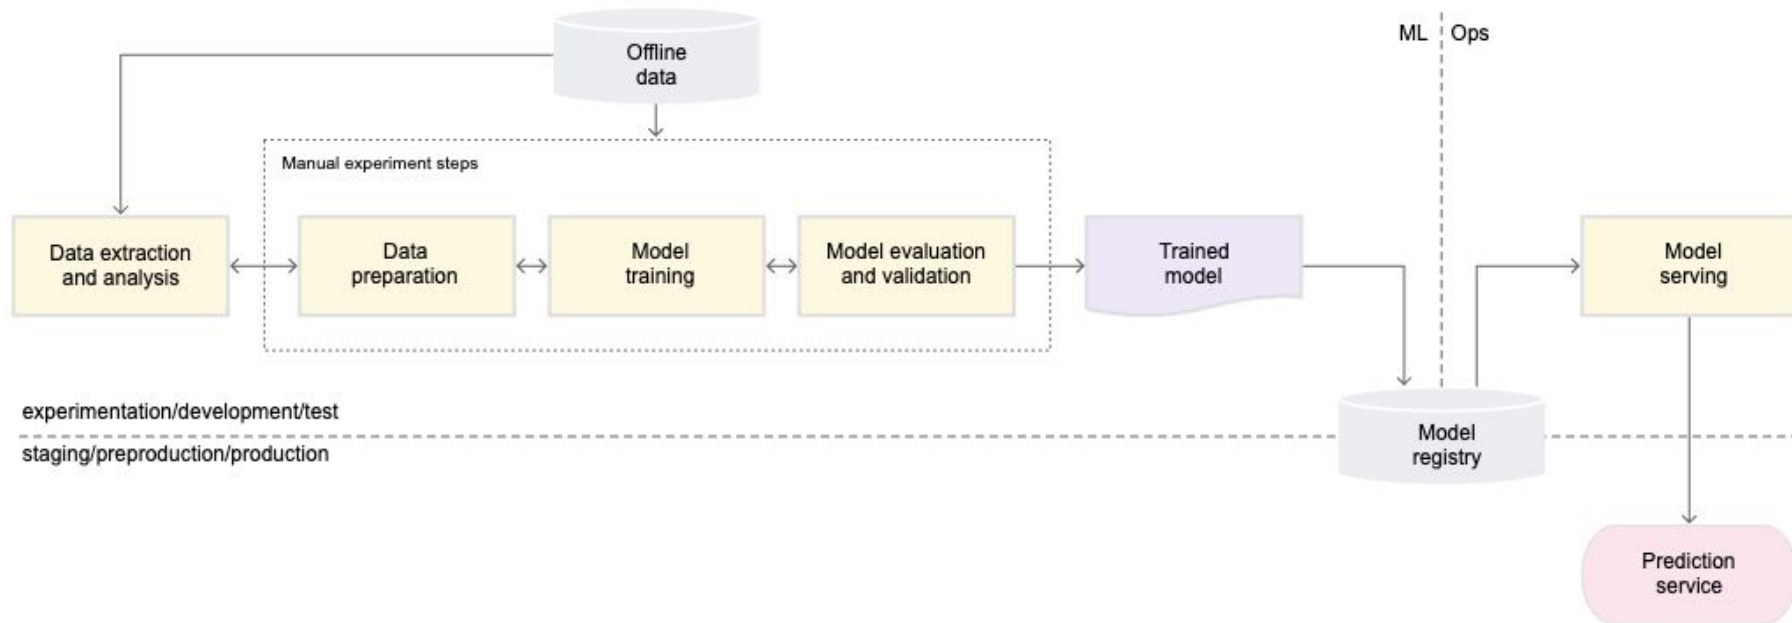 Offline
data
ML
Ops
Manual experiment steps
Data extraction
and analysis
Data
preparation
Model
training
Model evaluation
and validation
Trained
model
Model
serving
experimentation/development/test
staging/preproduction/production
Model
registry
Prediction
service